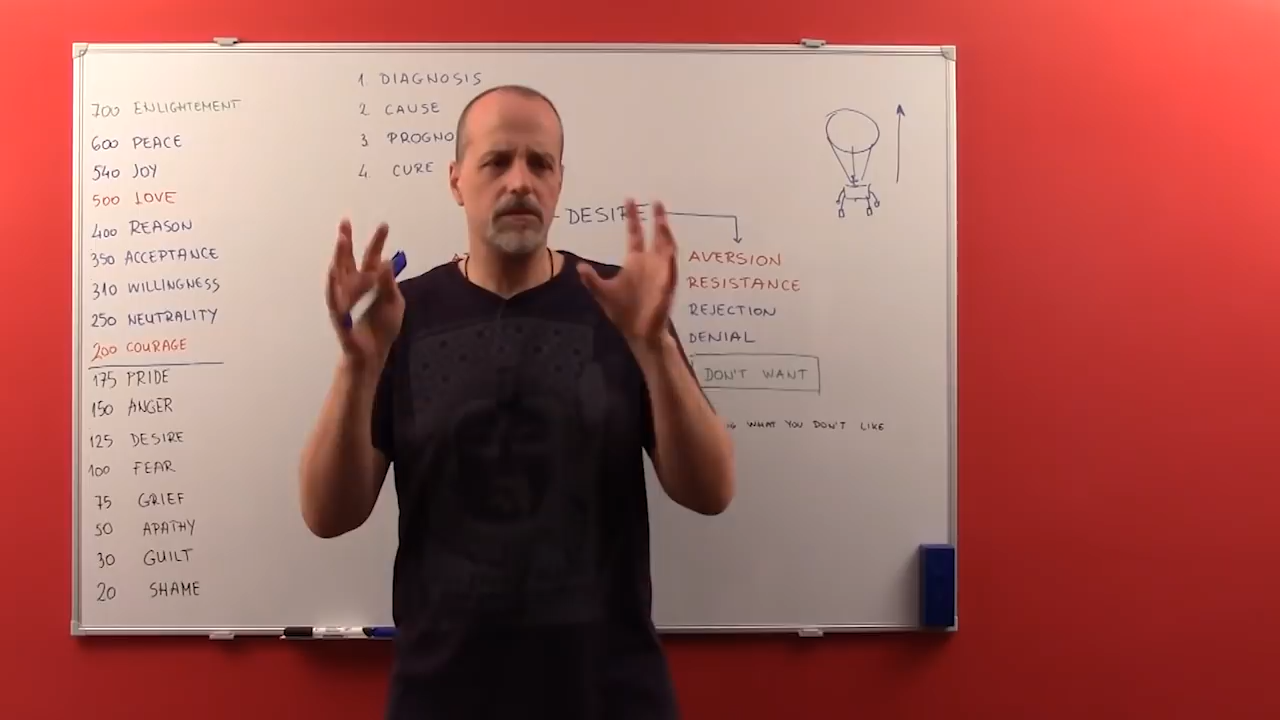 700 ENLIGHTEMENT
600 PEACE
540 JOY
500 LOVE
400 REASON
350 ACCEPTANCE
310 WILLINGNESS
250 NEUTRALITY
200 COURAGE
175 PRIDE
150 ANGER
125 DESIRE
100 FEAR
75 GRIEF
50 APATHY
30 GUILT
20 SHAME
1. DIAGNOSIS
2 CAUSE
3 PROGNO
4. CURE
DESIRE
AVERSION
RESISTANCE
REJECTION
DENIAL
DON'T WANT
WHAT YOU DON'T LIKE